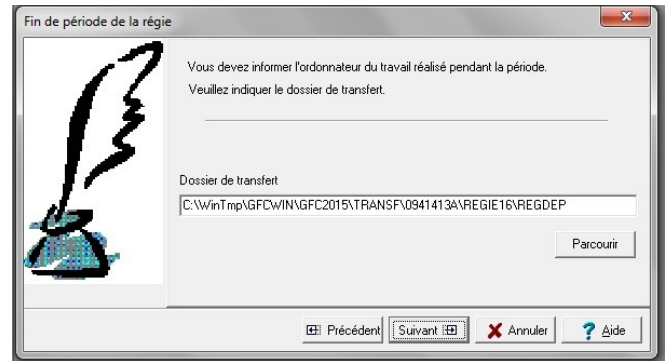 Fin de période de la régie
Vous devez informer l'ordonnateur du travail réalisé pendant la période.
Veuillez indiquer le dossier de transfert.
Dossier de transfert
C:\WinTmp\GFCWIN\GFC2015\TRANSF\0941413A\REGIE16\REGDEP
Parcourir
Précédent Suivant Annuler Aide